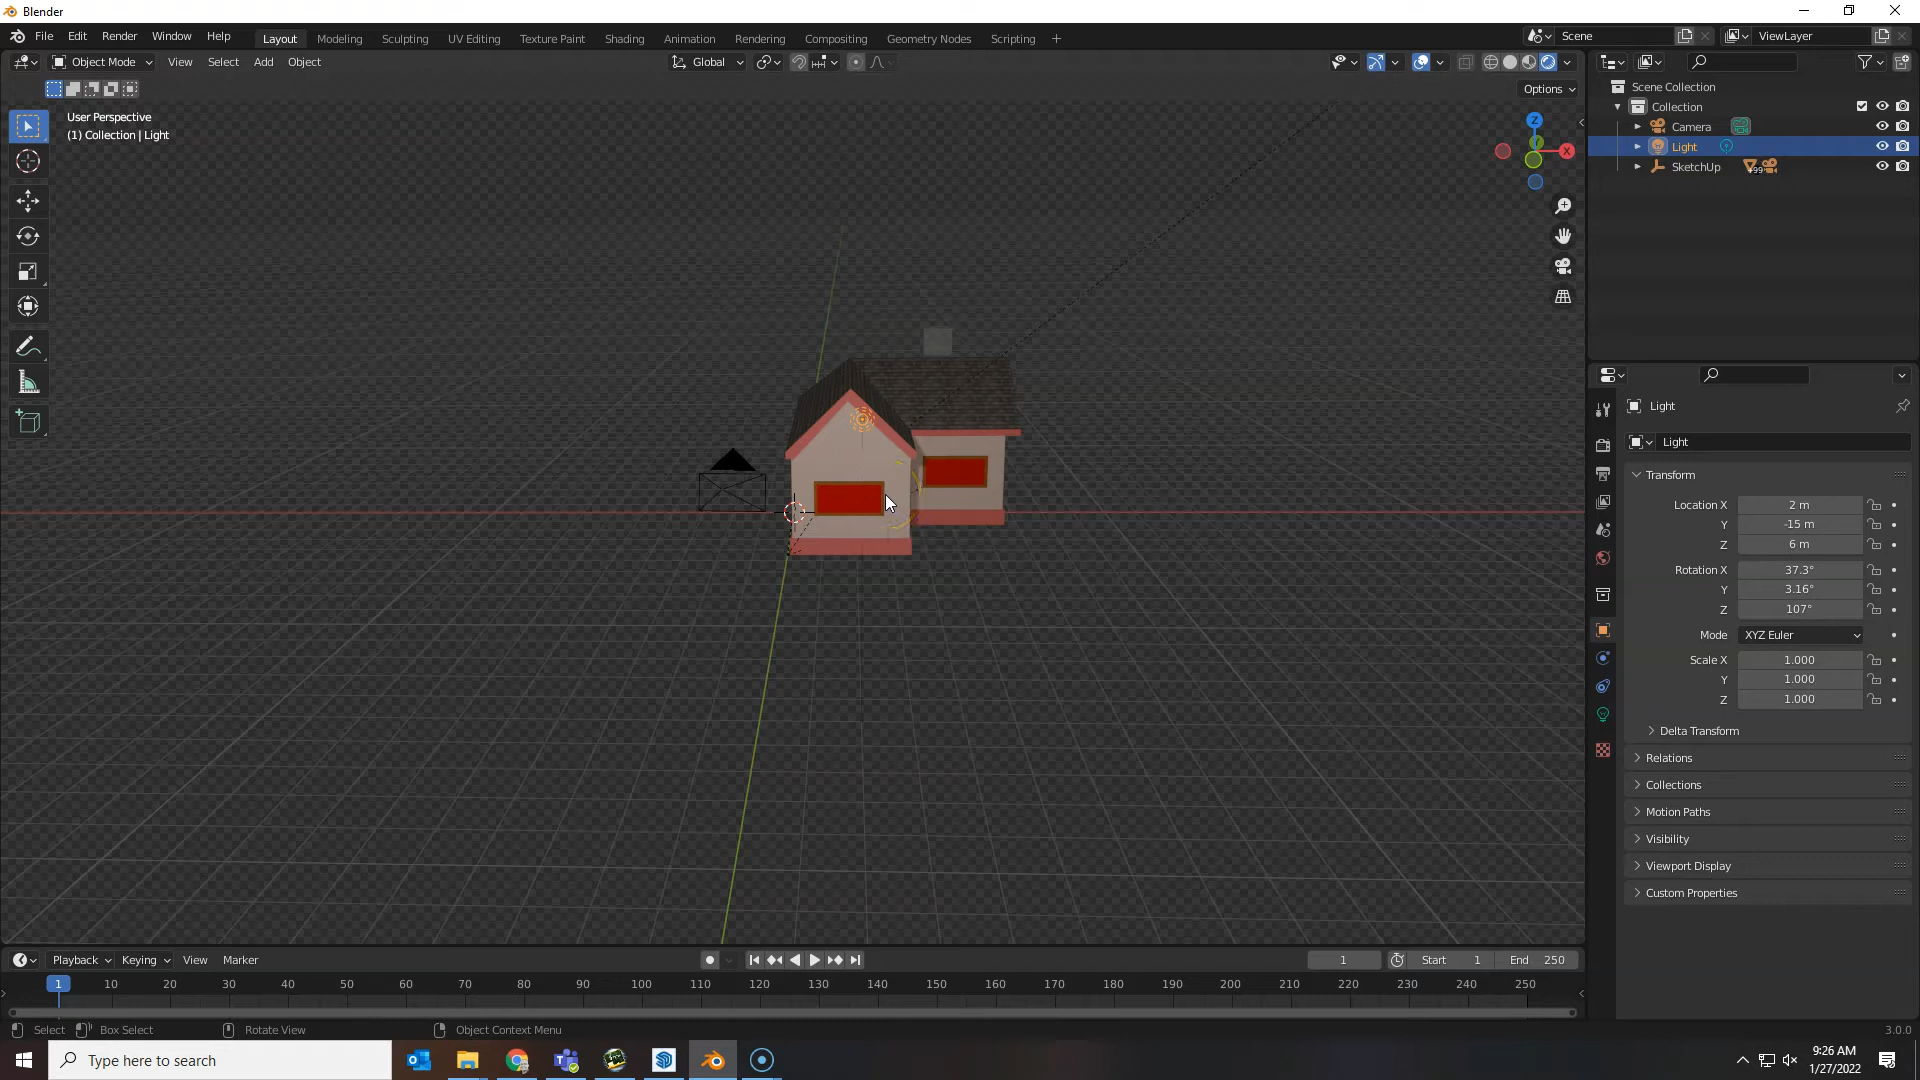 Blender
File Edit Render Window Help Layout Modeling Sculpting UV Editing Texture Paint Shading Animation Rendering Compositing Geometry Nodes Scripting + Scene ViewLayer
Object Mode View Select Add Object Global
Options
User Perspective
(1) Collection | Light
Z
X
Scene Collection
Collection
Camera
Light
SketchUp +99
Light
Light
Transform
Location X 2 m
Y -15 m
Z 6 m
Rotation X 37.3°
Y 3.16°
Z 107°
Mode XYZ Euler
Scale X 1.000
Y 1.000
Z 1.000
Delta Transform
Relations
Collections
Motion Paths
Visibility
Viewport Display
Custom Properties
Playback Keying View Marker 1 Start 1 End 250
1 10 20 30 40 50 60 70 80 90 100 110 120 130 140 150 160 170 180 190 200 210 220 230 240 250
Select Box Select Rotate View Object Context Menu 3.0.0
Type here to search
9:26 AM
1/27/2022